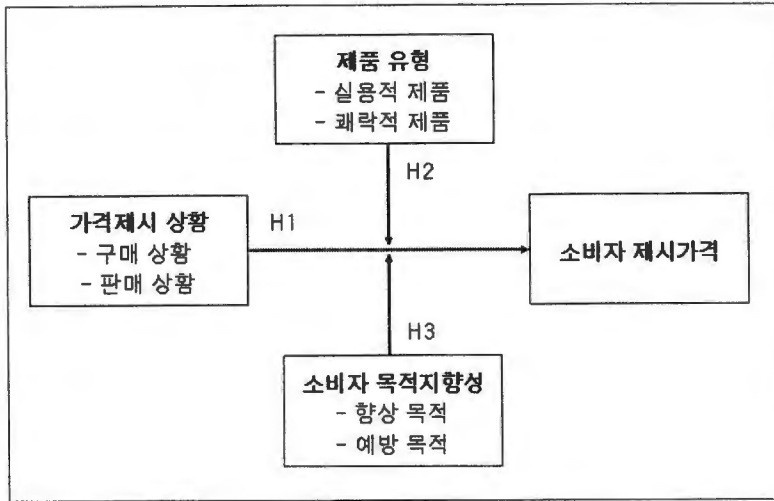 제품 유형
- 실용적 제품
- 쾌락적 제품
H2
가격제시 상황
- 구매 상황
- 판매 상황
H1
소비자 제시가격
H3
소비자 목적지향성
- 향상 목적
- 예방 목적